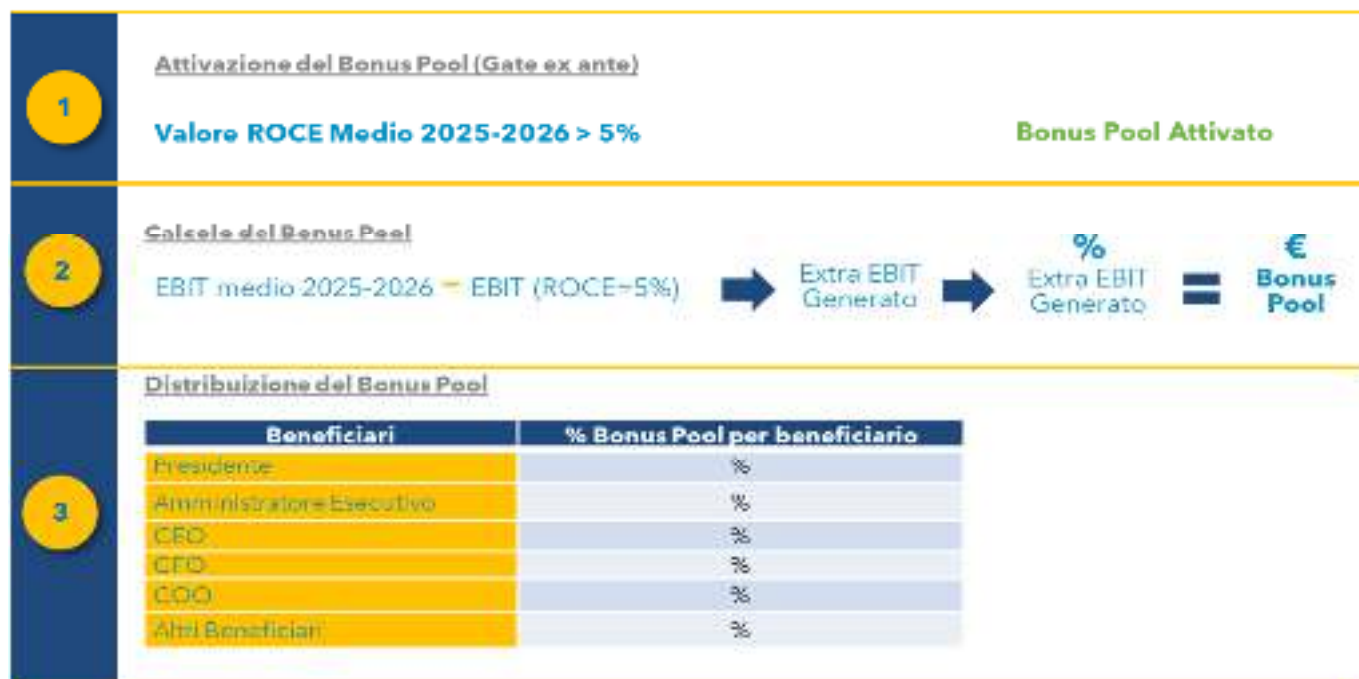 1
Attivazione del Bonus Pool (Gate ex ante)
Valore ROCE Medio 2025-2026 > 5%
Bonus Pool Attivato
2
Calcolo del Bonus Pool
EBIT medio 2025-2026 – EBIT (ROCE=5%)
Extra EBIT
Generato
%
Extra EBIT
Generato
=
€
Bonus
Pool
3
Distribuizione del Bonus Pool
Beneficiari % Bonus Pool per beneficiario
Presidente %
Amministratore Esecutivo %
CEO %
CFO %
COO %
Altri Beneficiari %